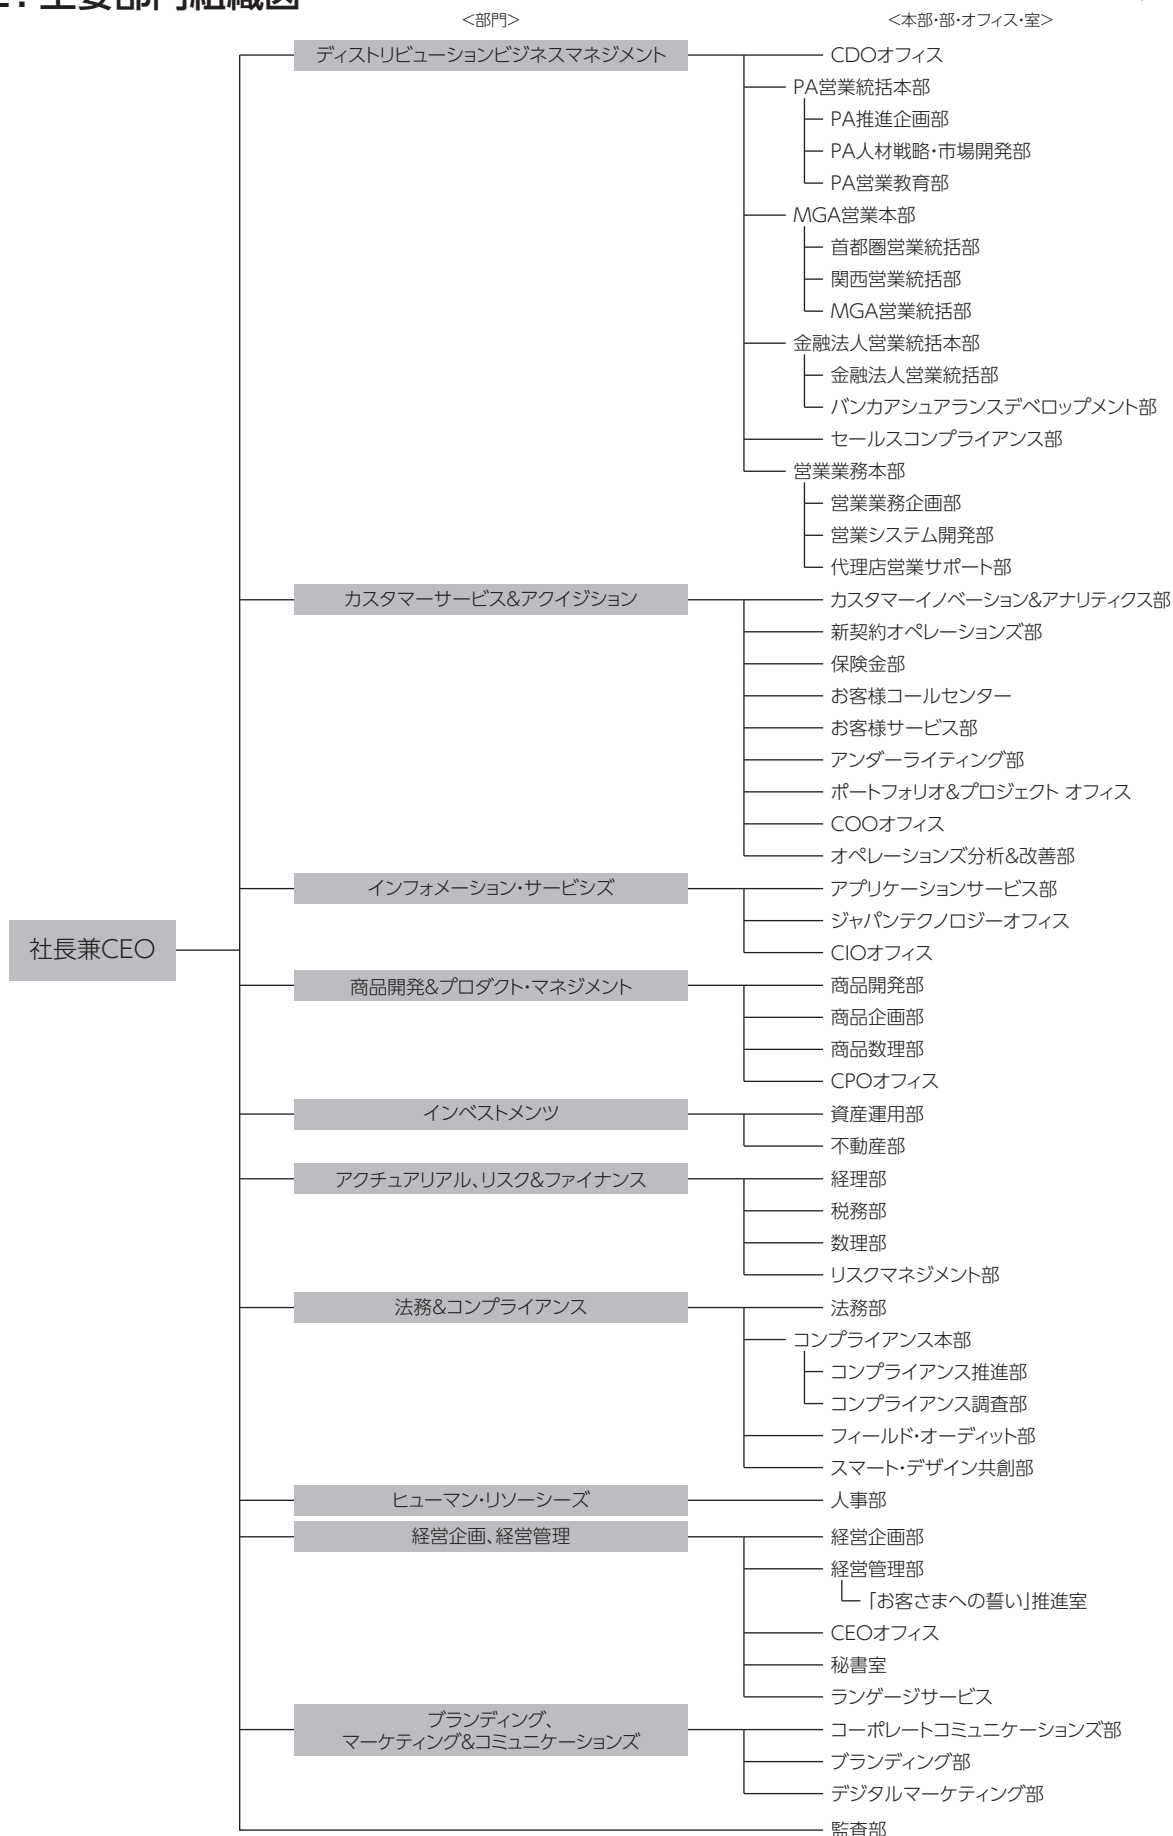 2. 主要部門組織図
<部門>
<本部・部・オフィス・室>
社長兼CEO
ディストリビューションビジネスマネジメント
CDOオフィス
PA営業統括本部
PA推進企画部
PA人材戦略・市場開発部
PA営業教育部
MGA営業本部
首都圏営業統括部
関西営業統括部
MGA営業統括部
金融法人営業統括本部
金融法人営業統括部
バンカアシュアランスデベロップメント部
セールスコンプライアンス部
営業業務本部
営業業務企画部
営業システム開発部
代理店営業サポート部
カスタマーサービス&アクイジション
カスタマーイノベーション&アナリティクス部
新契約オペレーションズ部
保険金部
お客様コールセンター
お客様サービス部
アンダーライティング部
ポートフォリオ&プロジェクト オフィス
COOオフィス
オペレーションズ分析&改善部
インフォメーション・サービシズ
アプリケーションサービス部
ジャパンテクノロジーオフィス
CIOオフィス
商品開発&プロダクト・マネジメント
商品開発部
商品企画部
商品数理部
CPOオフィス
インベストメンツ
資産運用部
不動産部
アクチュアリアル、リスク&ファイナンス
経理部
税務部
数理部
リスクマネジメント部
法務&コンプライアンス
法務部
コンプライアンス本部
コンプライアンス推進部
コンプライアンス調査部
フィールド・オーディット部
スマート・デザイン共創部
ヒューマン・リソーシーズ
人事部
経営企画、経営管理
経営企画部
経営管理部
「お客さまへの誓い」推進室
CEOオフィス
秘書室
ランゲージサービス
ブランディング、
マーケティング&コミュニケーションズ
コーポレートコミュニケーションズ部
ブランディング部
デジタルマーケティング部
監査部